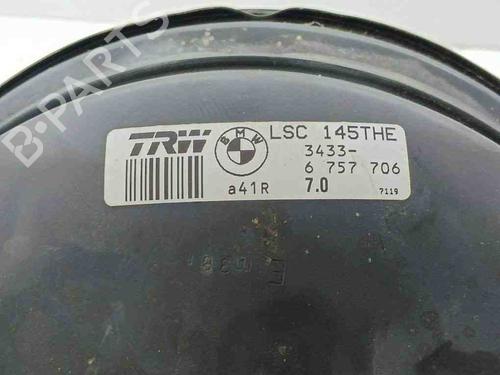 B-PARTS
TRW
BMW
LSC 145THE
3433-
6 757 706
a41R
7.0
7119